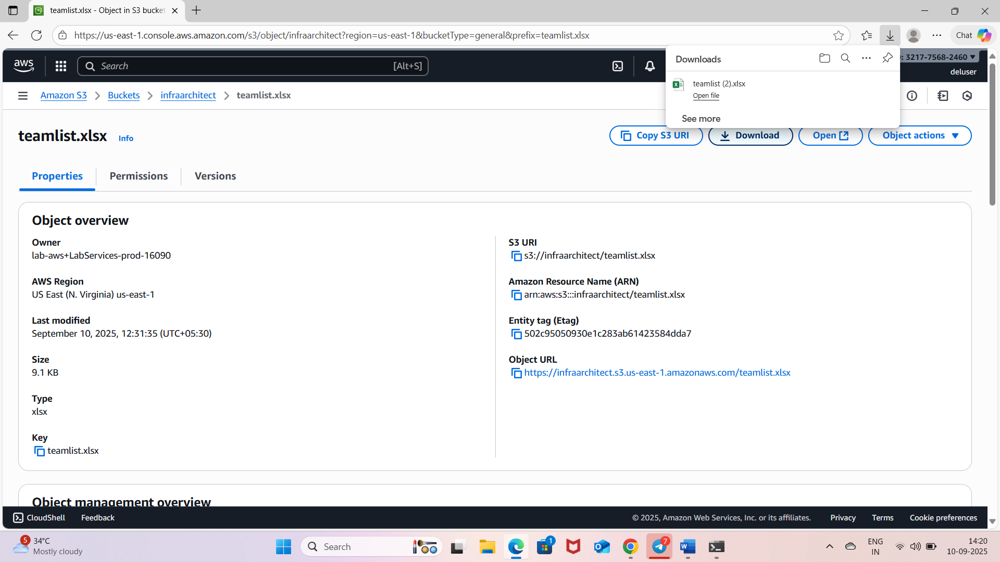 teamlist.xlsx - Object in S3 bucket
https://us-east-1.console.aws.amazon.com/s3/object/infraarchitect?region=us-east-1&bucketType=general&prefix=teamlist.xlsx
Chat
aws
Search
[Alt+S]
Downloads
teamlist (2).xlsx
Open file
See more
: 3217-7568-2460
deluser
Amazon S3
Buckets
infraarchitect
teamlist.xlsx
teamlist.xlsx
Info
Copy S3 URI
Download
Open
Object actions
Properties
Permissions
Versions
Object overview
Owner
lab-aws+LabServices-prod-16090
AWS Region
US East (N. Virginia) us-east-1
Last modified
September 10, 2025, 12:31:35 (UTC+05:30)
Size
9.1 KB
Type
xlsx
Key
teamlist.xlsx
S3 URI
s3://infraarchitect/teamlist.xlsx
Amazon Resource Name (ARN)
arn:aws:s3:::infraarchitect/teamlist.xlsx
Entity tag (Etag)
502c95050930e1c283ab61423584dda7
Object URL
https://infraarchitect.s3.us-east-1.amazonaws.com/teamlist.xlsx
Object management overview
CloudShell
Feedback
© 2025, Amazon Web Services, Inc. or its affiliates.
Privacy
Terms
Cookie preferences
5
34°C
Mostly cloudy
Search
1
7
ENG
IN
14:20
10-09-2025